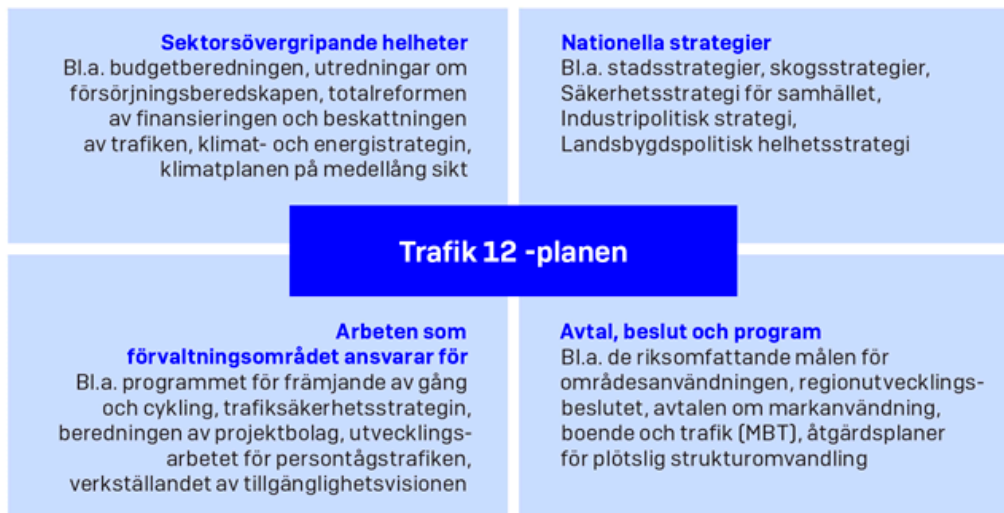 Sektorsövergripande helheter
Bl.a. budgetberedningen, utredningar om
försörjningsberedskapen, totalreformen
av finansieringen och beskattningen
av trafiken, klimat- och energistrategin,
klimatplanen på medellång sikt
Nationella strategier
Bl.a. stadsstrategier, skogsstrategier,
Säkerhetsstrategi för samhället,
Industripolitisk strategi,
Landsbygdspolitisk helhetsstrategi
Trafik 12 -planen
Arbeten som
förvaltningsområdet ansvarar för
Bl.a. programmet för främjande av gång
och cykling, trafiksäkerhetsstrategin,
beredningen av projektbolag, utvecklings-
arbetet för persontågstrafiken,
verkställandet av tillgänglighetsvisionen
Avtal, beslut och program
Bl.a. de riksomfattande målen för
områdesanvändningen, regionutvecklings-
beslutet, avtalen om markanvändning,
boende och trafik (MBT), åtgärdsplaner
för plötslig strukturomvandling